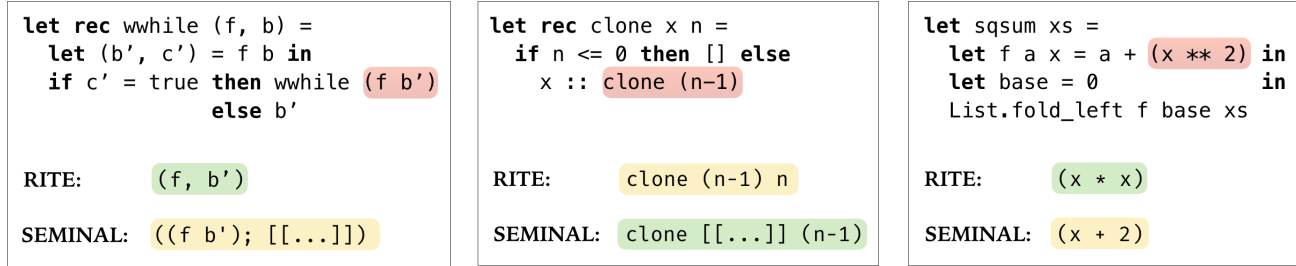 let rec wwhile (f, b) =
let (b’, c’) = f b in
if c’ = true then wwhile (f b’)
else b’
RITE: (f, b’)
SEMINAL: ((f b'); [[...]])
let rec clone x n =
if n <= 0 then [] else
x :: clone (n−1)
RITE: clone (n-1) n
SEMINAL: clone [[...]] (n-1)
let sqsum xs =
let f a x = a + (x ** 2) in
let base = 0 in
List.fold_left f base xs
RITE: (x * x)
SEMINAL: (x + 2)